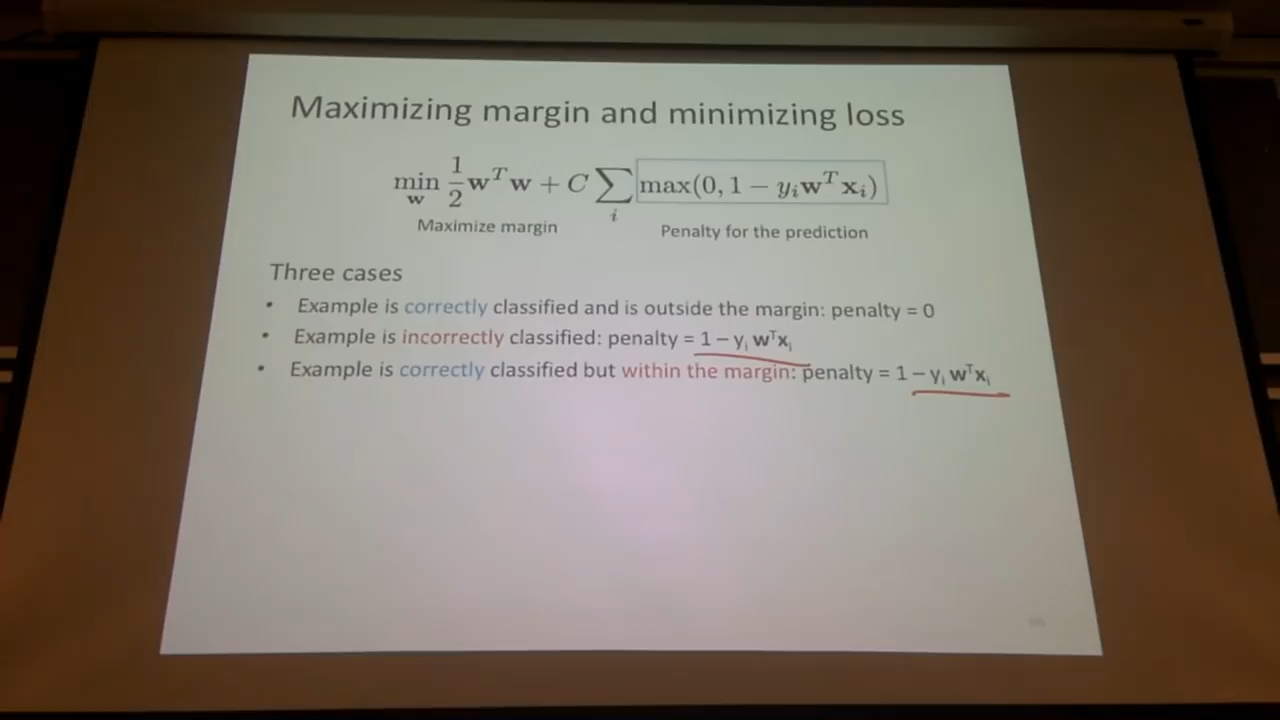 Maximizing margin and minimizing loss
min_w 1/2 w^T w + C ∑_i max(0, 1 − y_i w^T x_i)
Maximize margin
Penalty for the prediction
Three cases
• Example is correctly classified and is outside the margin: penalty = 0
• Example is incorrectly classified: penalty = 1 − y_i w^T x_i
• Example is correctly classified but within the margin: penalty = 1 − y_i w^T x_i